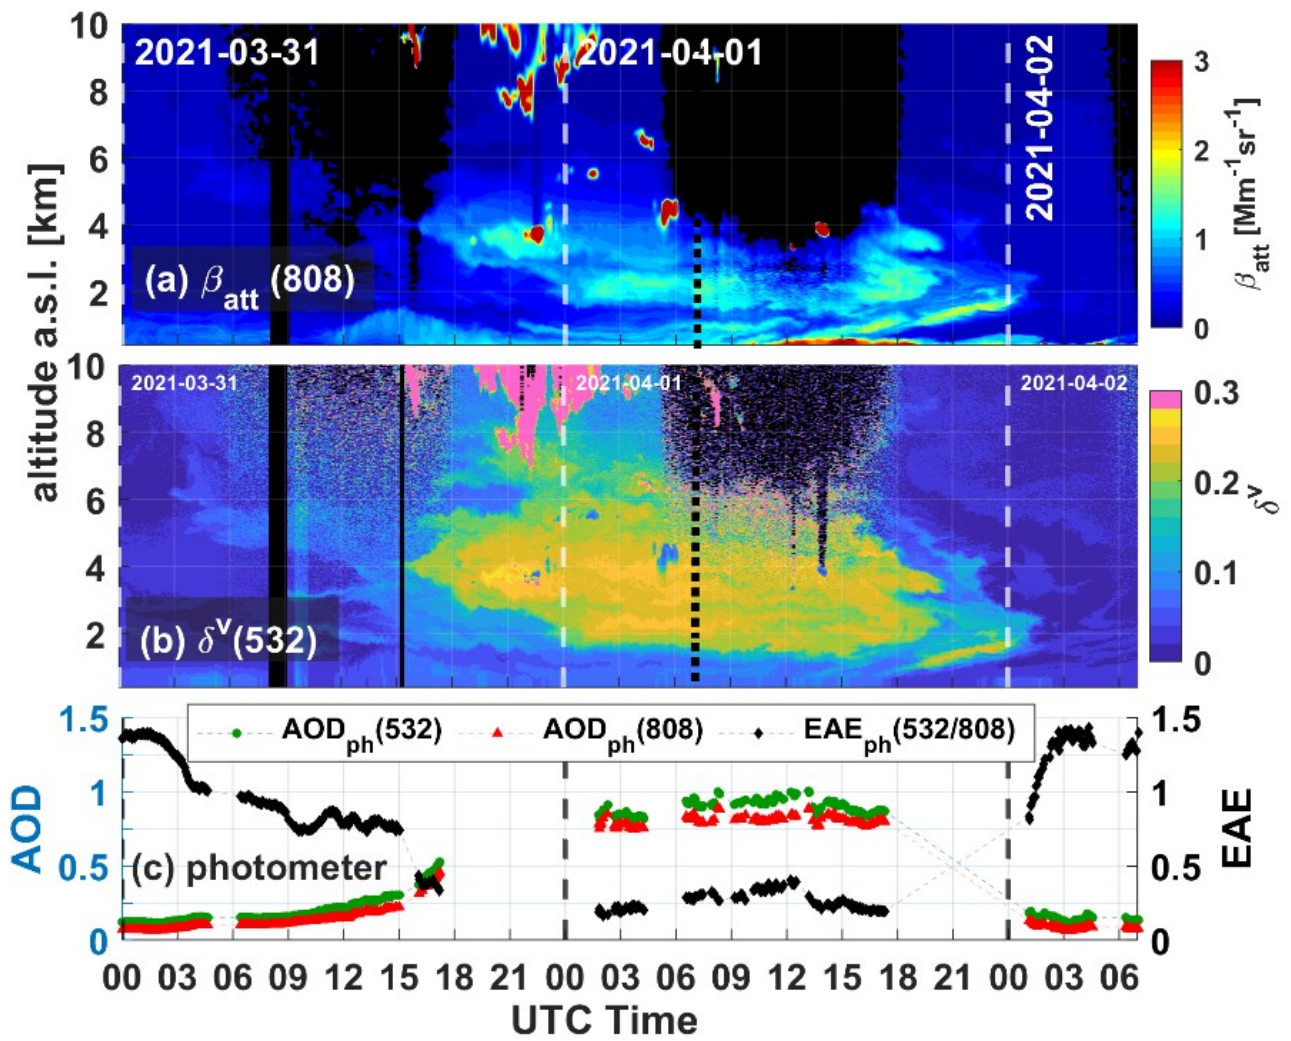 10
8
6
4
2
2021-03-31
2021-04-01
2021-04-02
(a) βatt (808)
3
2
1
0
βatt [Mm-1 sr-1]
altitude a.s.l. [km]
10
8
6
4
2
2021-03-31
2021-04-01
2021-04-02
(b) δv(532)
0.3
0.2
0.1
0
δv
1.5
1
0.5
0
AOD
AODph(532) AODph(808) EAEph(532/808)
(c) photometer
1.5
1
0.5
0
EAE
00 03 06 09 12 15 18 21 00 03 06 09 12 15 18 21 00 03 06
UTC Time